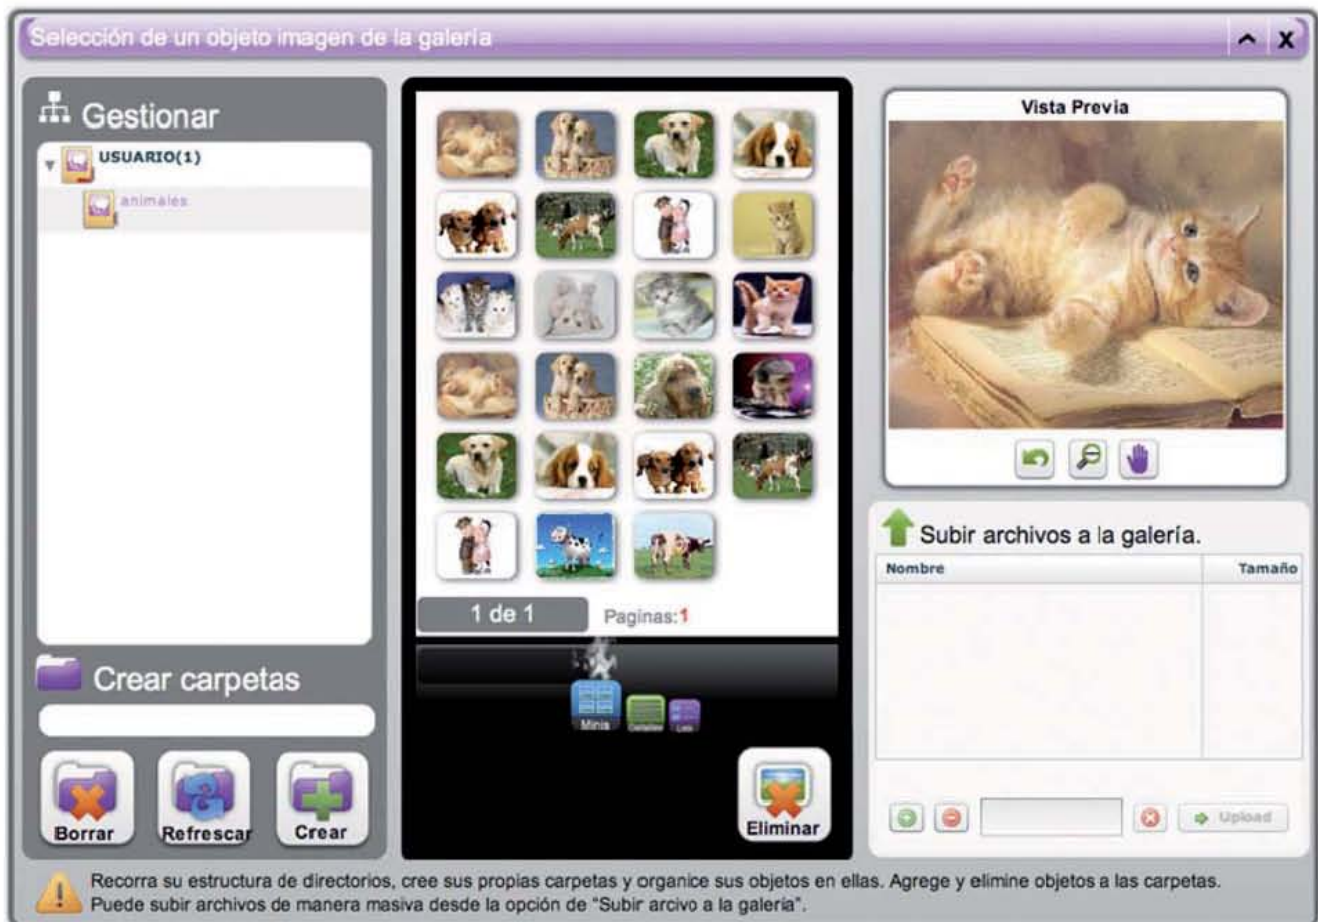 Selección de un objeto imagen de la galería
X
Gestionar
USUARIO(1)
animales
Crear carpetas
Borrar
Refrescar
Crear
1 de 1
Paginas:1
Minis
Lista
Eliminar
Vista Previa
Subir archivos a la galería.
Nombre Tamaño
Upload
Recorra su estructura de directorios, cree sus propias carpetas y organice sus objetos en ellas. Agrege y elimine objetos a las carpetas.
Puede subir archivos de manera masiva desde la opción de “Subir arcivo a la galería”.